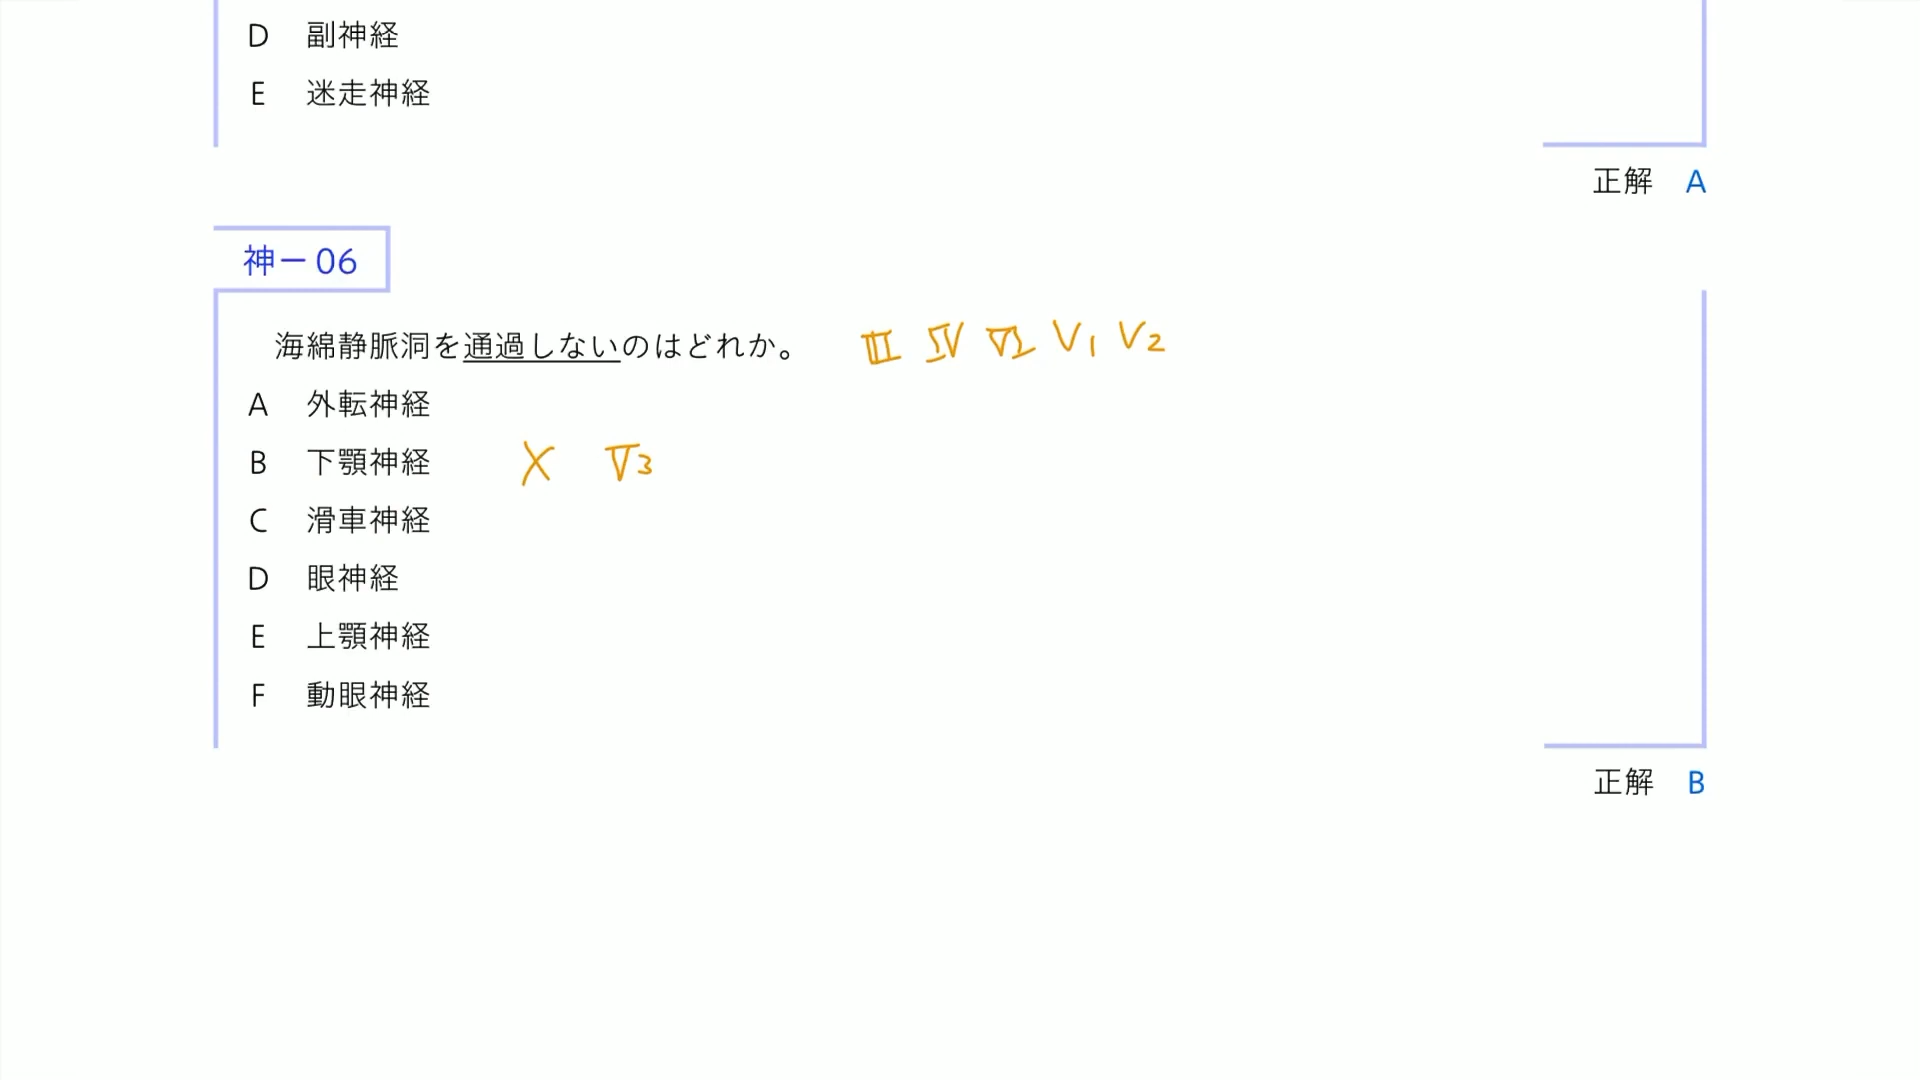 D 副神経
E 迷走神経
正解 A
神ー06
海綿静脈洞を通過しないのはどれか。 Ⅲ Ⅳ Ⅵ V1 V2
A 外転神経
B 下顎神経 X V3
C 滑車神経
D 眼神経
E 上顎神経
F 動眼神経
正解 B